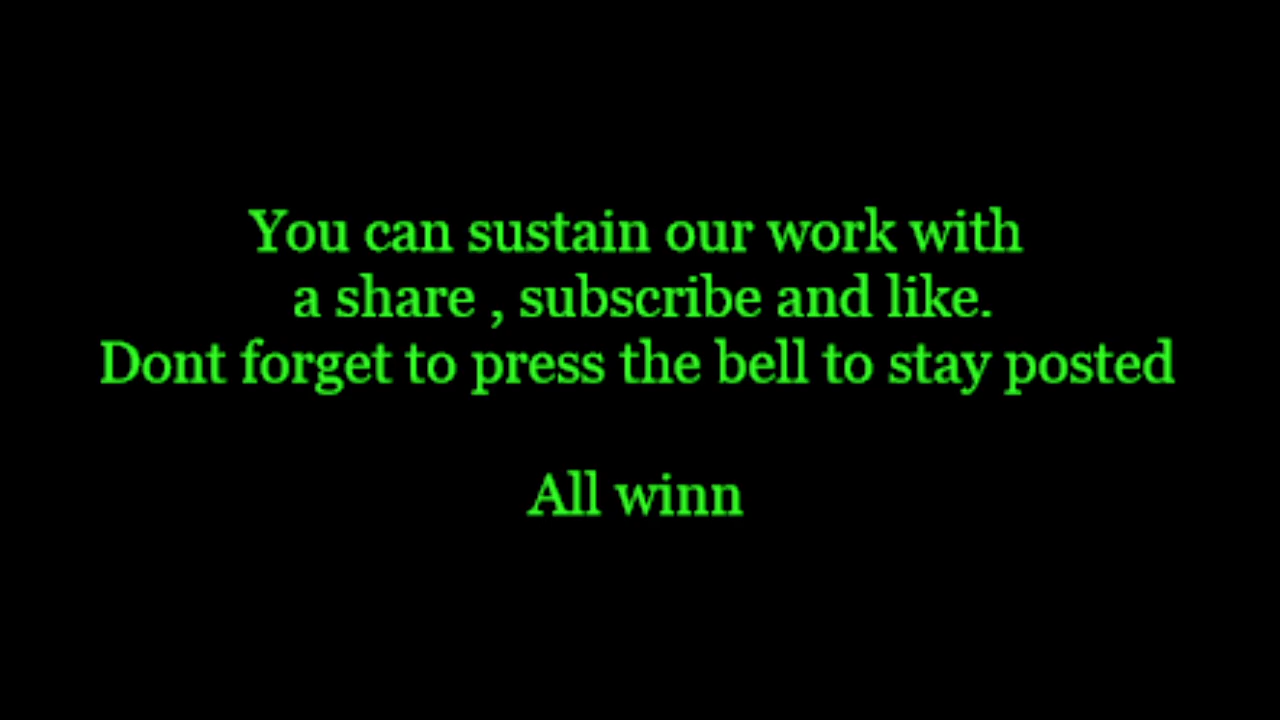 You can sustain our work with
a share , subscribe and like.
Dont forget to press the bell to stay posted
All winn